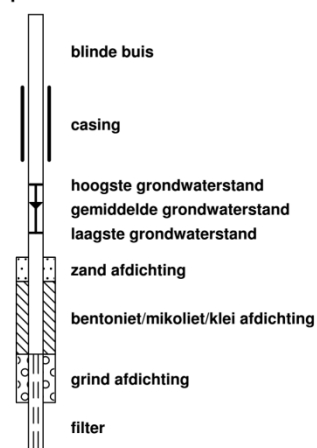 blinde buis
casing
hoogste grondwaterstand
gemiddelde grondwaterstand
laagste grondwaterstand
zand afdichting
bentoniet/mikoliet/klei afdichting
grind afdichting
filter